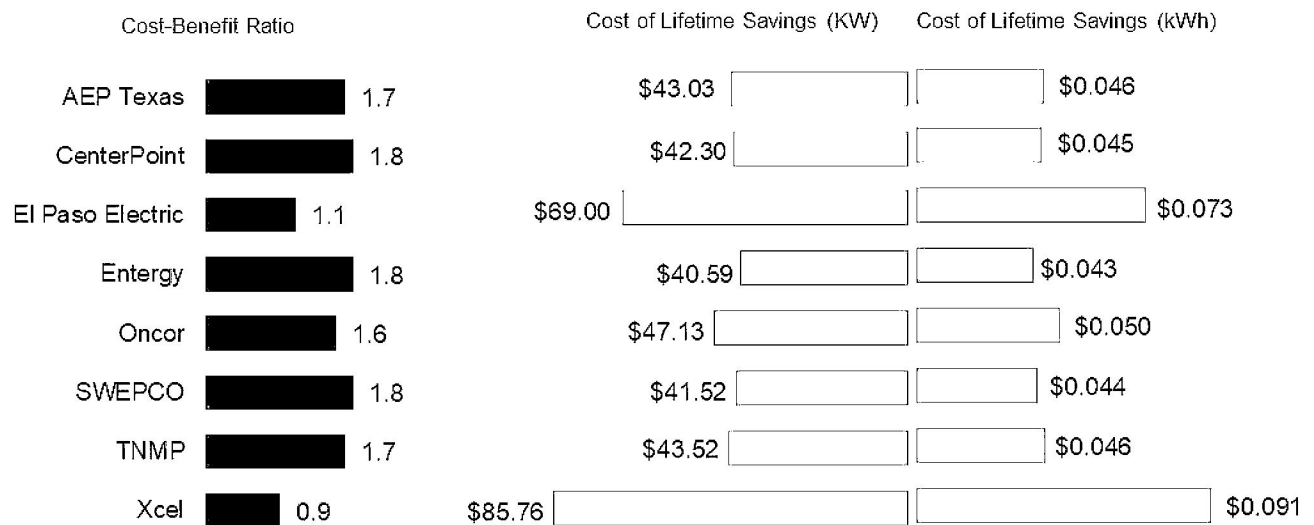 Cost-Benefit Ratio Cost of Lifetime Savings (KW) Cost of Lifetime Savings (kWh)
AEP Texas 1.7 $43.03 $0.046
CenterPoint 1.8 $42.30 $0.045
El Paso Electric 1.1 $69.00 $0.073
Entergy 1.8 $40.59 $0.043
Oncor 1.6 $47.13 $0.050
SWEPCO 1.8 $41.52 $0.044
TNMP 1.7 $43.52 $0.046
Xcel 0.9 $85.76 $0.091